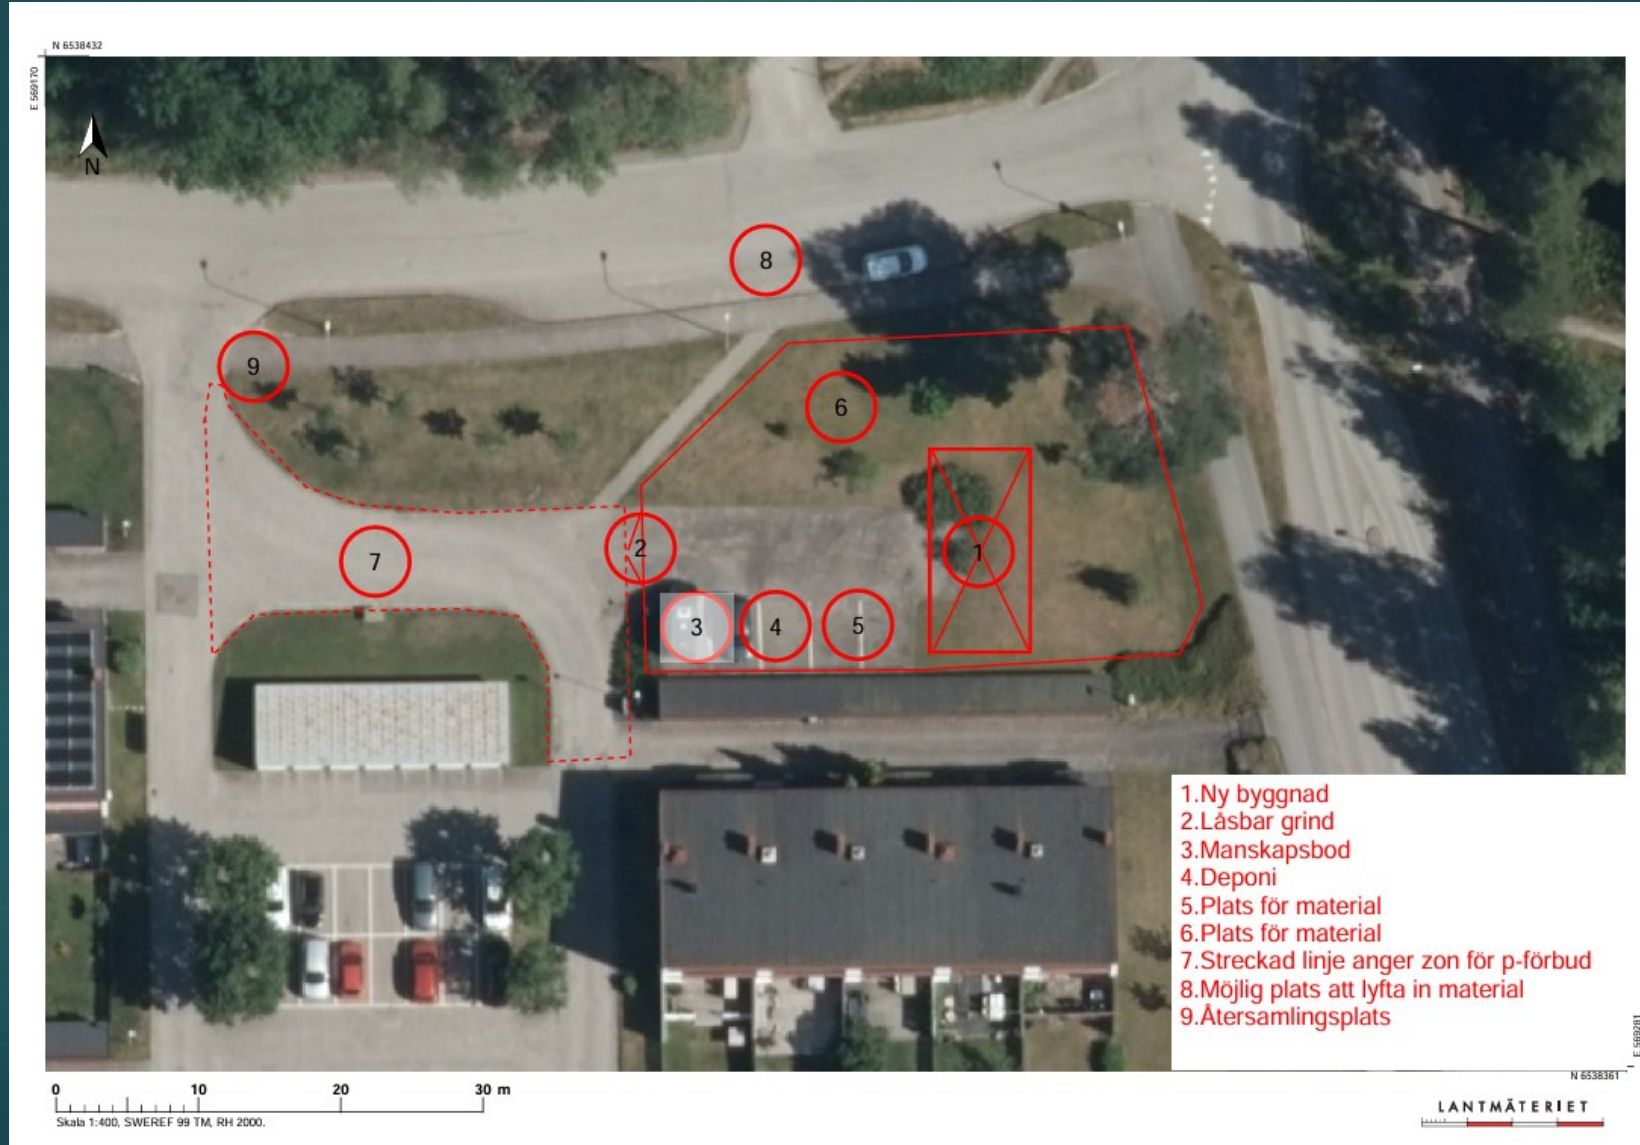 N 6538432
E 569170
N
8
9
6
2
1
7
3
4
5
1.Ny byggnad
2.Låsbar grind
3.Manskapsbod
4.Deponi
5.Plats för material
6.Plats för material
7.Streckad linje anger zon för p-förbud
8.Möjlig plats att lyfta in material
9.Återsamlingsplats
E 569281
N 6538361
0 10 20 30 m
Skala 1:400, SWEREF 99 TM, RH 2000.
LANTMÄTERIET